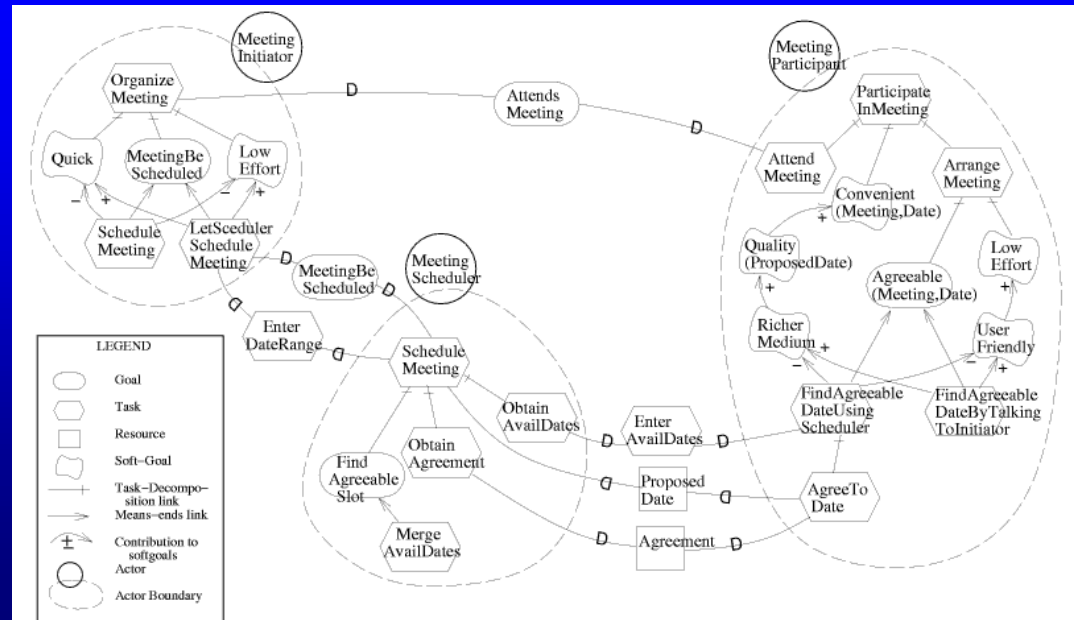 Meeting
Initiator
Organize
Meeting
Quick
MeetingBe
Scheduled
Low
Effort
−
+
−
+
Schedule
Meeting
LetSceduler
Schedule
Meeting
D
Attends
Meeting
D
Meeting
Participant
Participate
InMeeting
Attend
Meeting
Arrange
Meeting
Convenient
(Meeting,Date)
+
Quality
(ProposedDate)
+
Agreeable
(Meeting,Date)
Low
Effort
+
Richer
Medium
User
Friendly
−
+
−
+
FindAgreeable
DateUsing
Scheduler
FindAgreeable
DateByTalking
ToInitiator
AgreeTo
Date
D
MeetingBe
Scheduled
D
D
Enter
DateRange
D
Meeting
Scheduler
Schedule
Meeting
Obtain
AvailDates
Obtain
Agreement
Find
Agreeable
Slot
Merge
AvailDates
D
Enter
AvailDates
D
D
Proposed
Date
D
D
Agreement
D
LEGEND
Goal
Task
Resource
Soft−Goal
Task−Decompo−
sition link
Means−ends link
±
Contribution to
softgoals
Actor
Actor Boundary